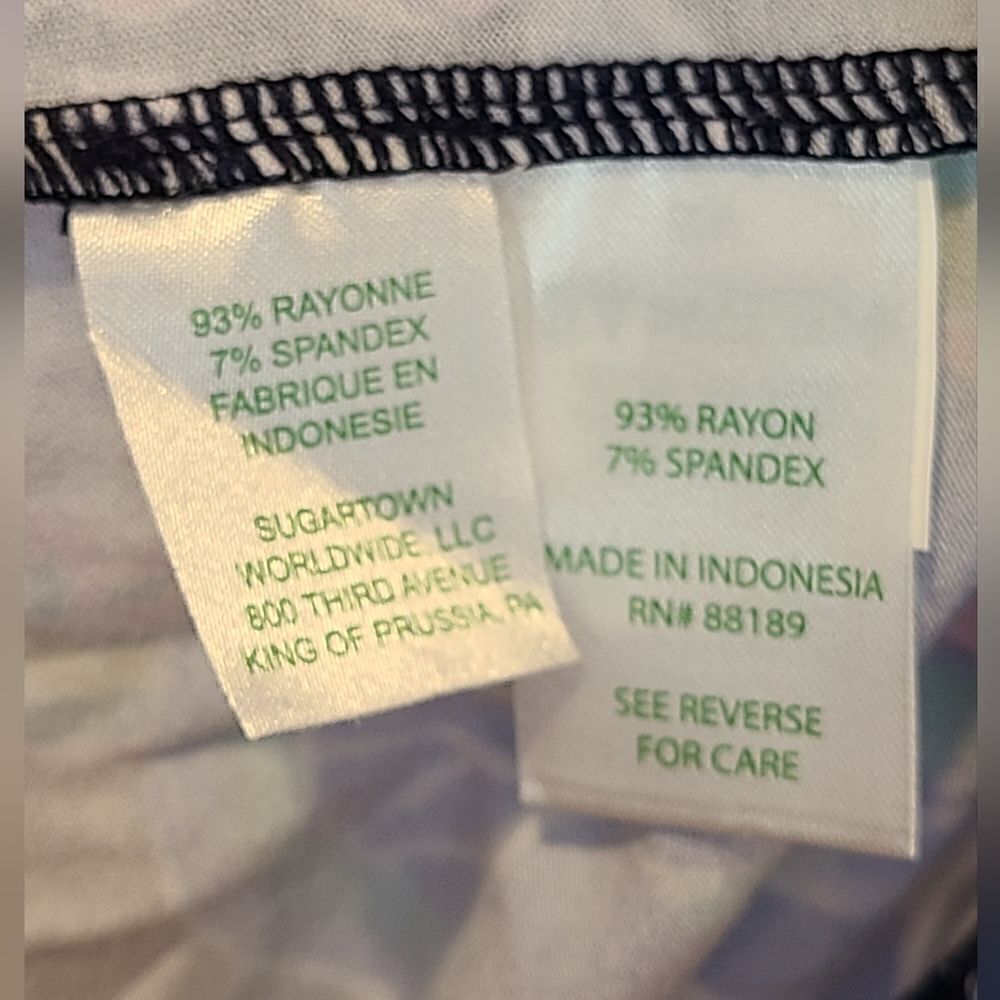 93% RAYONNE
7% SPANDEX
FABRIQUE EN
INDONESIE
SUGARTOWN
WORLDWIDE, LLC
800 THIRD AVENUE
KING OF PRUSSIA, PA
93% RAYON
7% SPANDEX
MADE IN INDONESIA
RN# 88189
SEE REVERSE
FOR CARE